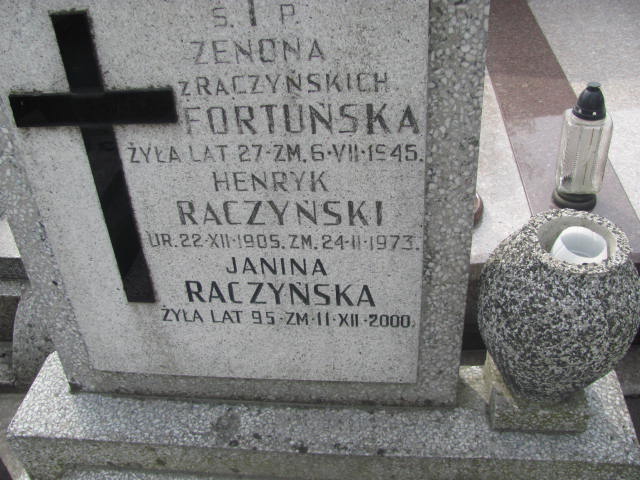 Ś. † P.
ZENONA
Z RACZYŃSKICH
FORTUŃSKA
ŻYŁA LAT 27·ZM. 6·VII·1945.
HENRYK
RACZYŃSKI
UR. 22·XII·1905. ZM. 24·II·1973.
JANINA
RACZYŃSKA
ŻYŁA LAT 95·ZM·11·XII·2000